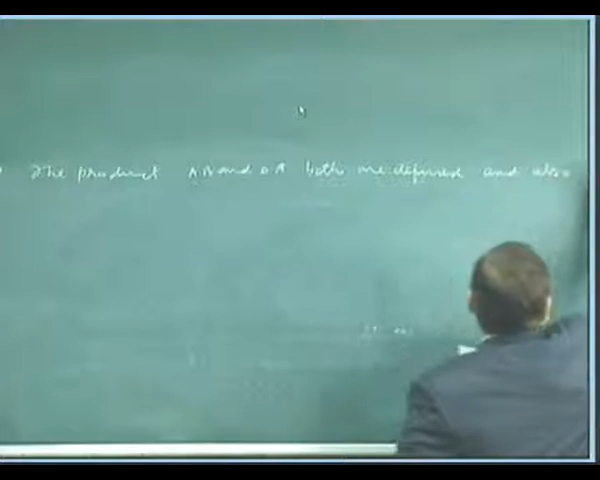 The product AB and BA both are defined and also